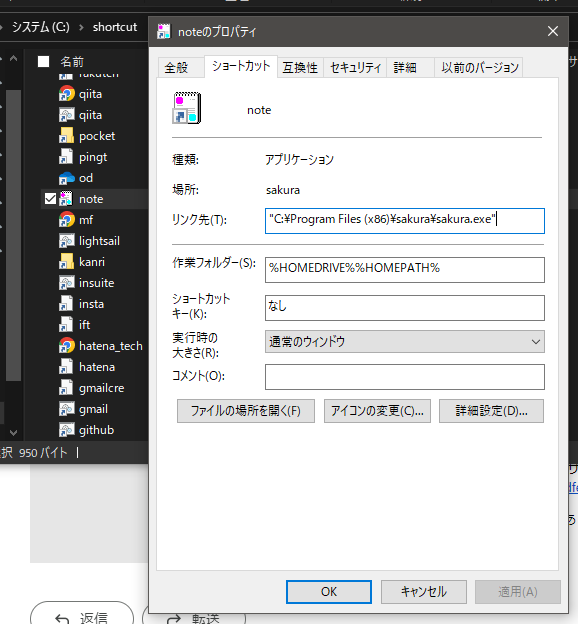 システム (C:) › shortcut
noteのプロパティ
全般 ショートカット 互換性 セキュリティ 詳細 以前のバージョン
note
種類: アプリケーション
場所: sakura
リンク先(T): "C:¥Program Files (x86)¥sakura¥sakura.exe"
作業フォルダー(S): %HOMEDRIVE%%HOMEPATH%
ショートカット
キー(K): なし
実行時の
大きさ(R): 通常のウィンドウ
コメント(O):
ファイルの場所を開く(F) アイコンの変更(C)... 詳細設定(D)...
OK キャンセル 適用(A)
名前
qiita
qiita
pocket
pingt
od
note
mf
lightsail
kanri
insuite
insta
ift
hatena_tech
hatena
gmailcre
gmail
github
択 950 バイト
返信 転送